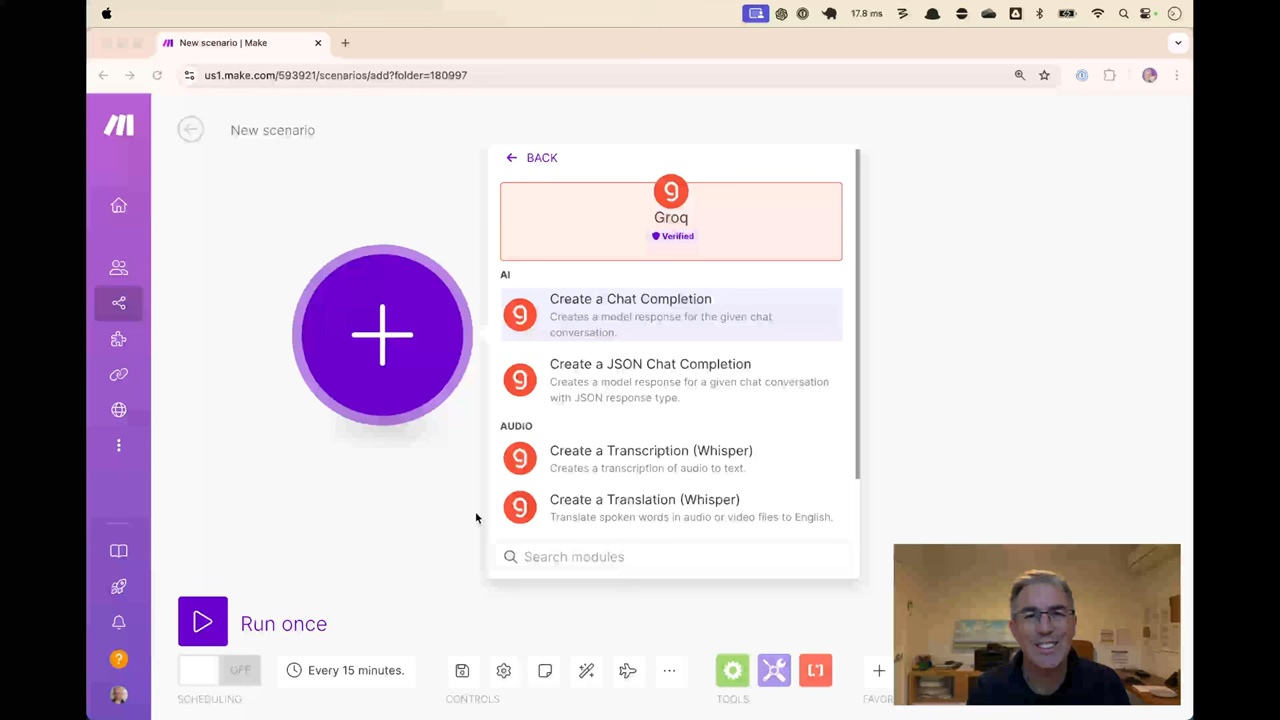 17.8 ms
New scenario | Make
us1.make.com/593921/scenarios/add?folder=180997
New scenario
BACK
Groq
Verified
AI
Create a Chat Completion
Creates a model response for the given chat
conversation.
Create a JSON Chat Completion
Creates a model response for a given chat conversation
with JSON response type.
AUDIO
Create a Transcription (Whisper)
Creates a transcription of audio to text.
Create a Translation (Whisper)
Translate spoken words in audio or video files to English.
Search modules
Run once
OFF
Every 15 minutes.
SCHEDULING
CONTROLS
TOOLS
FAVOR